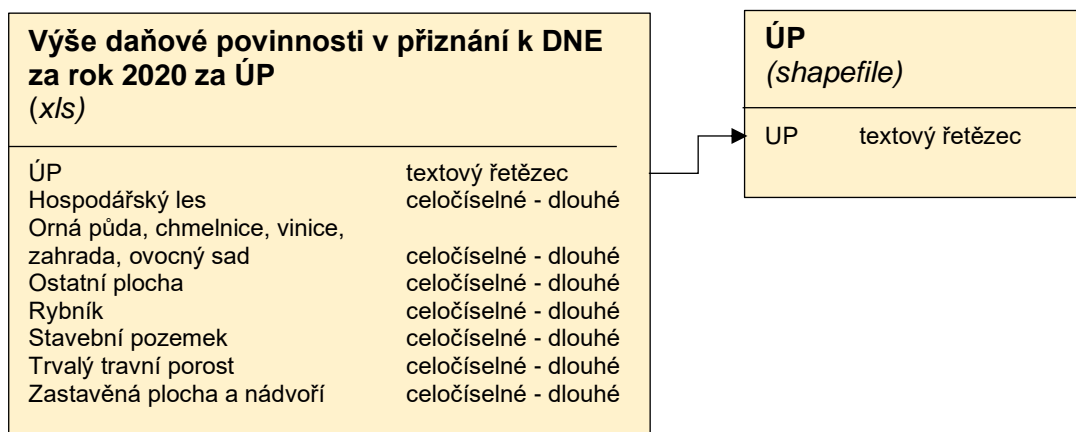 Výše daňové povinnosti v přiznání k DNE
za rok 2020 za ÚP
(xls)
ÚP textový řetězec
Hospodářský les celočíselné - dlouhé
Orná půda, chmelnice, vinice,
zahrada, ovocný sad celočíselné - dlouhé
Ostatní plocha celočíselné - dlouhé
Rybník celočíselné - dlouhé
Stavební pozemek celočíselné - dlouhé
Trvalý travní porost celočíselné - dlouhé
Zastavěná plocha a nádvoří celočíselné - dlouhé
ÚP
(shapefile)
UP textový řetězec